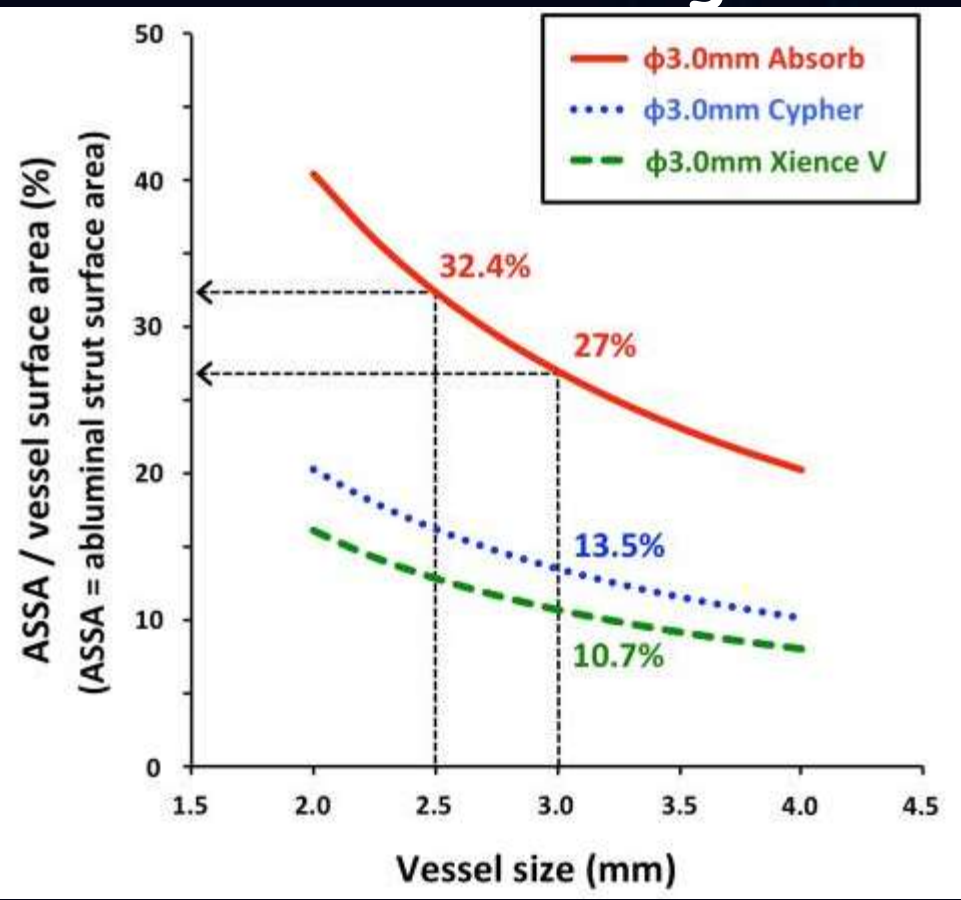 50
40
30
20
10
0
1.5
2.0
2.5
3.0
3.5
4.0
4.5
ASSA / vessel surface area (%)
(ASSA = abluminal strut surface area)
ϕ3.0mm Absorb
ϕ3.0mm Cypher
ϕ3.0mm Xience V
32.4%
27%
13.5%
10.7%
Vessel size (mm)